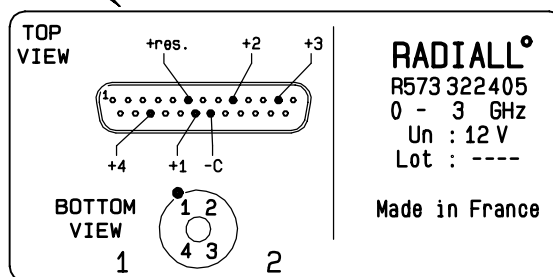 TOP
VIEW
+res. +2 +3
1
+4 +1 -C
BOTTOM
VIEW
1 2
4 3
1 2
RADIALL°
R573 322405
0 - 3 GHz
Un : 12 V
Lot : ----
Made in France